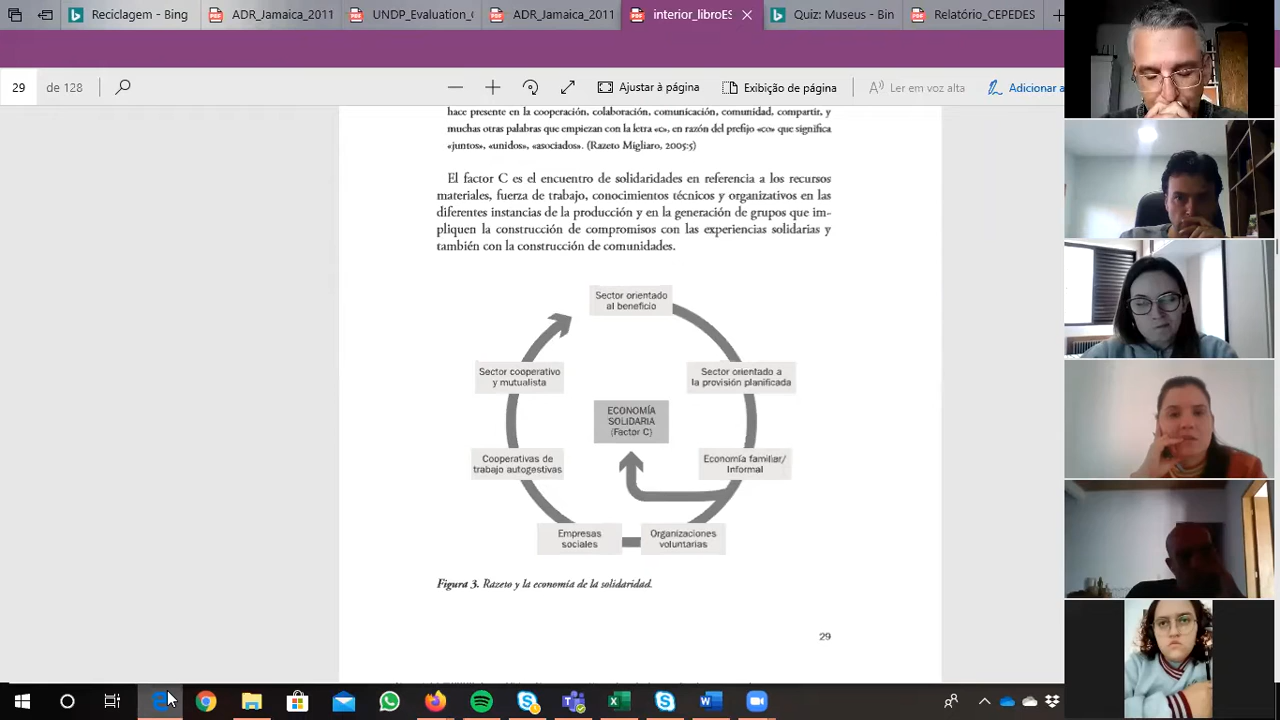 Reciclagem - Bing
ADR_Jamaica_2011
UNDP_Evaluation_
ADR_Jamaica_2011
interior_libroES
Quiz: Museus - Bin
Relatório_CEPEDES
29 de 128
Ajustar à página
Exibição de página
Ler em voz alta
Adicionar a
hace presente en la cooperación, colaboración, comunicación, comunidad, compartir, y
muchas otras palabras que empiezan con la letra «c», en razón del prefijo «co» que significa
«juntos», «unidos», «asociados». (Razeto Migliaro, 2005:5)
El factor C es el encuentro de solidaridades en referencia a los recursos
materiales, fuerza de trabajo, conocimientos técnicos y organizativos en las
diferentes instancias de la producción y en la generación de grupos que im-
pliquen la construcción de compromisos con las experiencias solidarias y
también con la construcción de comunidades.
Sector orientado
al beneficio
Sector cooperativo
y mutualista
Sector orientado a
la provisión planificada
ECONOMÍA
SOLIDARIA
(Factor C)
Cooperativas de
trabajo autogestivas
Economía familiar/
Informal
Empresas
sociales
Organizaciones
voluntarias
Figura 3. Razeto y la economía de la solidaridad.
29